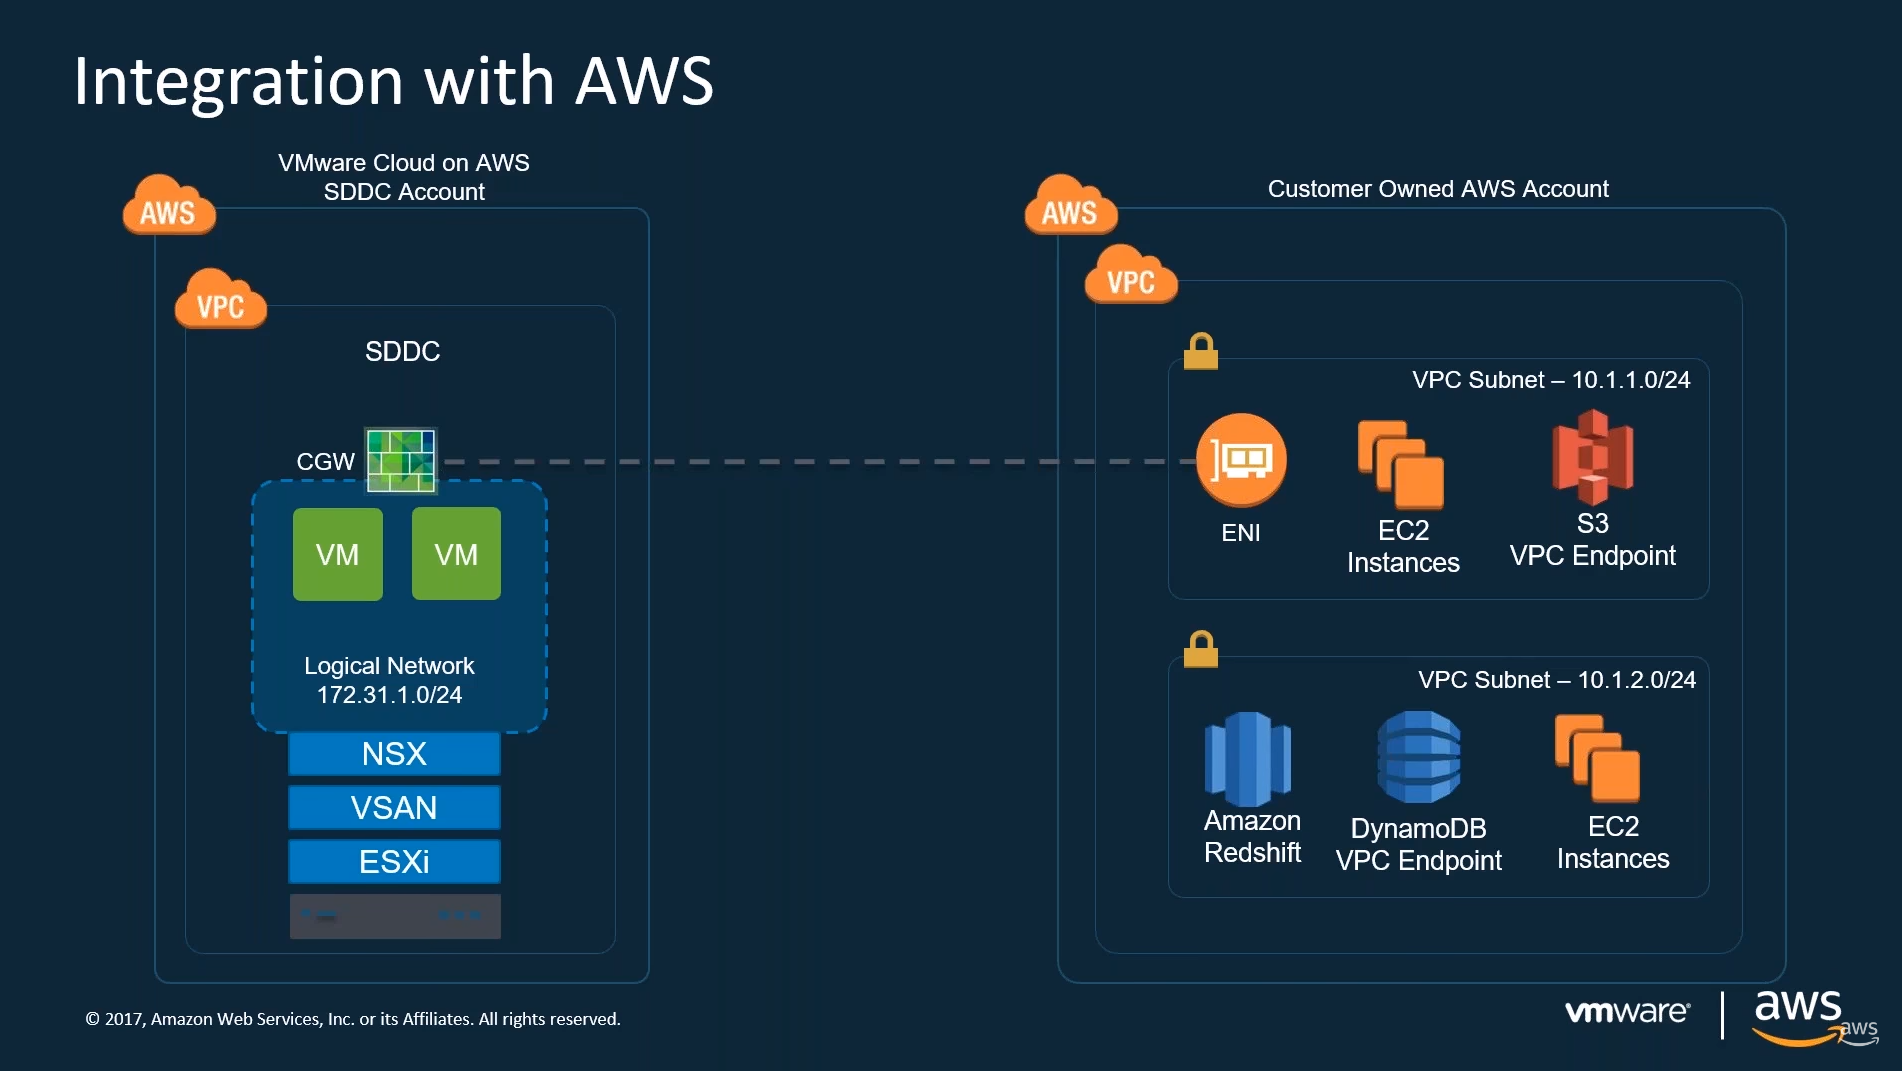 Integration with AWS
VMware Cloud on AWS
SDDC Account
AWS
VPC
SDDC
CGW
VM
VM
Logical Network
172.31.1.0/24
NSX
VSAN
ESXi
Customer Owned AWS Account
AWS
VPC
VPC Subnet – 10.1.1.0/24
ENI
EC2
Instances
S3
VPC Endpoint
VPC Subnet – 10.1.2.0/24
Amazon
Redshift
DynamoDB
VPC Endpoint
EC2
Instances
© 2017, Amazon Web Services, Inc. or its Affiliates. All rights reserved.
vmware®
aws
aws